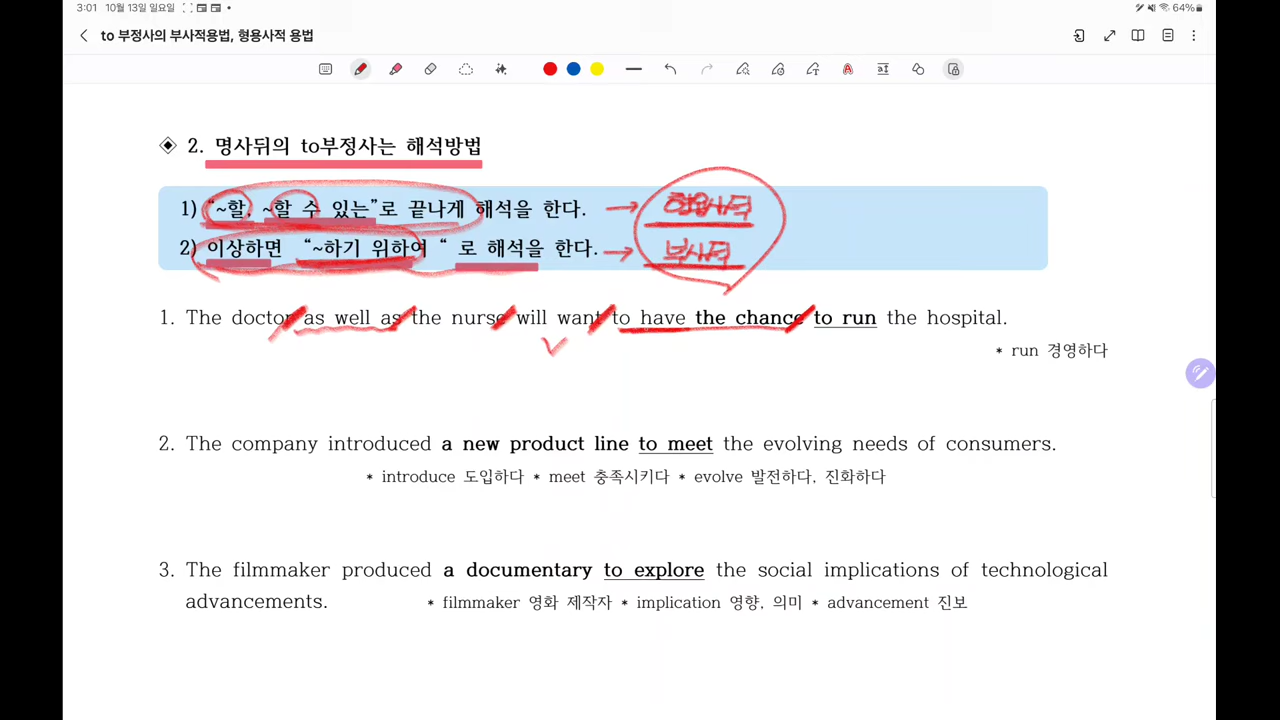 3:01 10월 13일 일요일 64%
to 부정사의 부사적용법, 형용사적 용법
◈ 2. 명사뒤의 to부정사는 해석방법
1) "~할, ~할 수 있는"로 끝나게 해석을 한다. → 형용사적
2) 이상하면 "~하기 위하여 " 로 해석을 한다. → 부사적
1. The doctor as well as the nurse will want to have the chance to run the hospital.
* run 경영하다
2. The company introduced a new product line to meet the evolving needs of consumers.
* introduce 도입하다 * meet 충족시키다 * evolve 발전하다, 진화하다
3. The filmmaker produced a documentary to explore the social implications of technological
advancements. * filmmaker 영화 제작자 * implication 영향, 의미 * advancement 진보